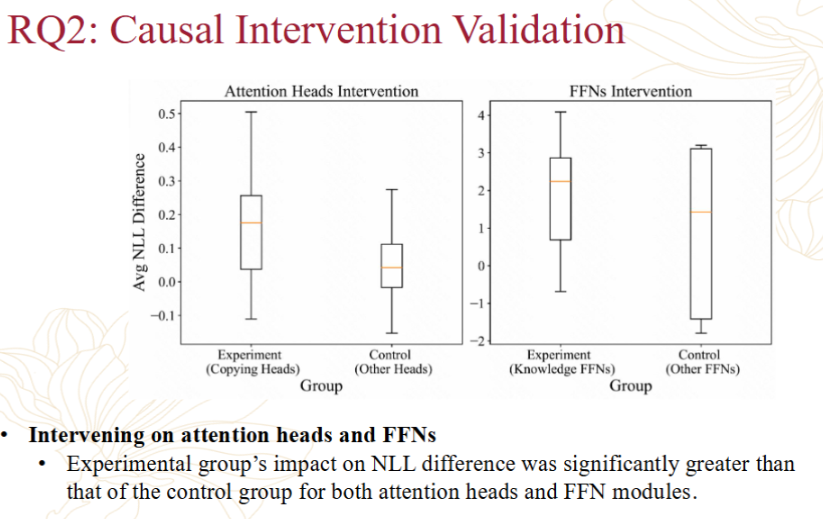 RQ2: Causal Intervention Validation
Attention Heads Intervention
Avg NLL Difference
0.5
0.4
0.3
0.2
0.1
0.0
−0.1
Experiment
(Copying Heads)
Control
(Other Heads)
Group
FFNs Intervention
4
3
2
1
0
−1
−2
Experiment
(Knowledge FFNs)
Control
(Other FFNs)
Group
• Intervening on attention heads and FFNs
• Experimental group’s impact on NLL difference was significantly greater than
that of the control group for both attention heads and FFN modules.